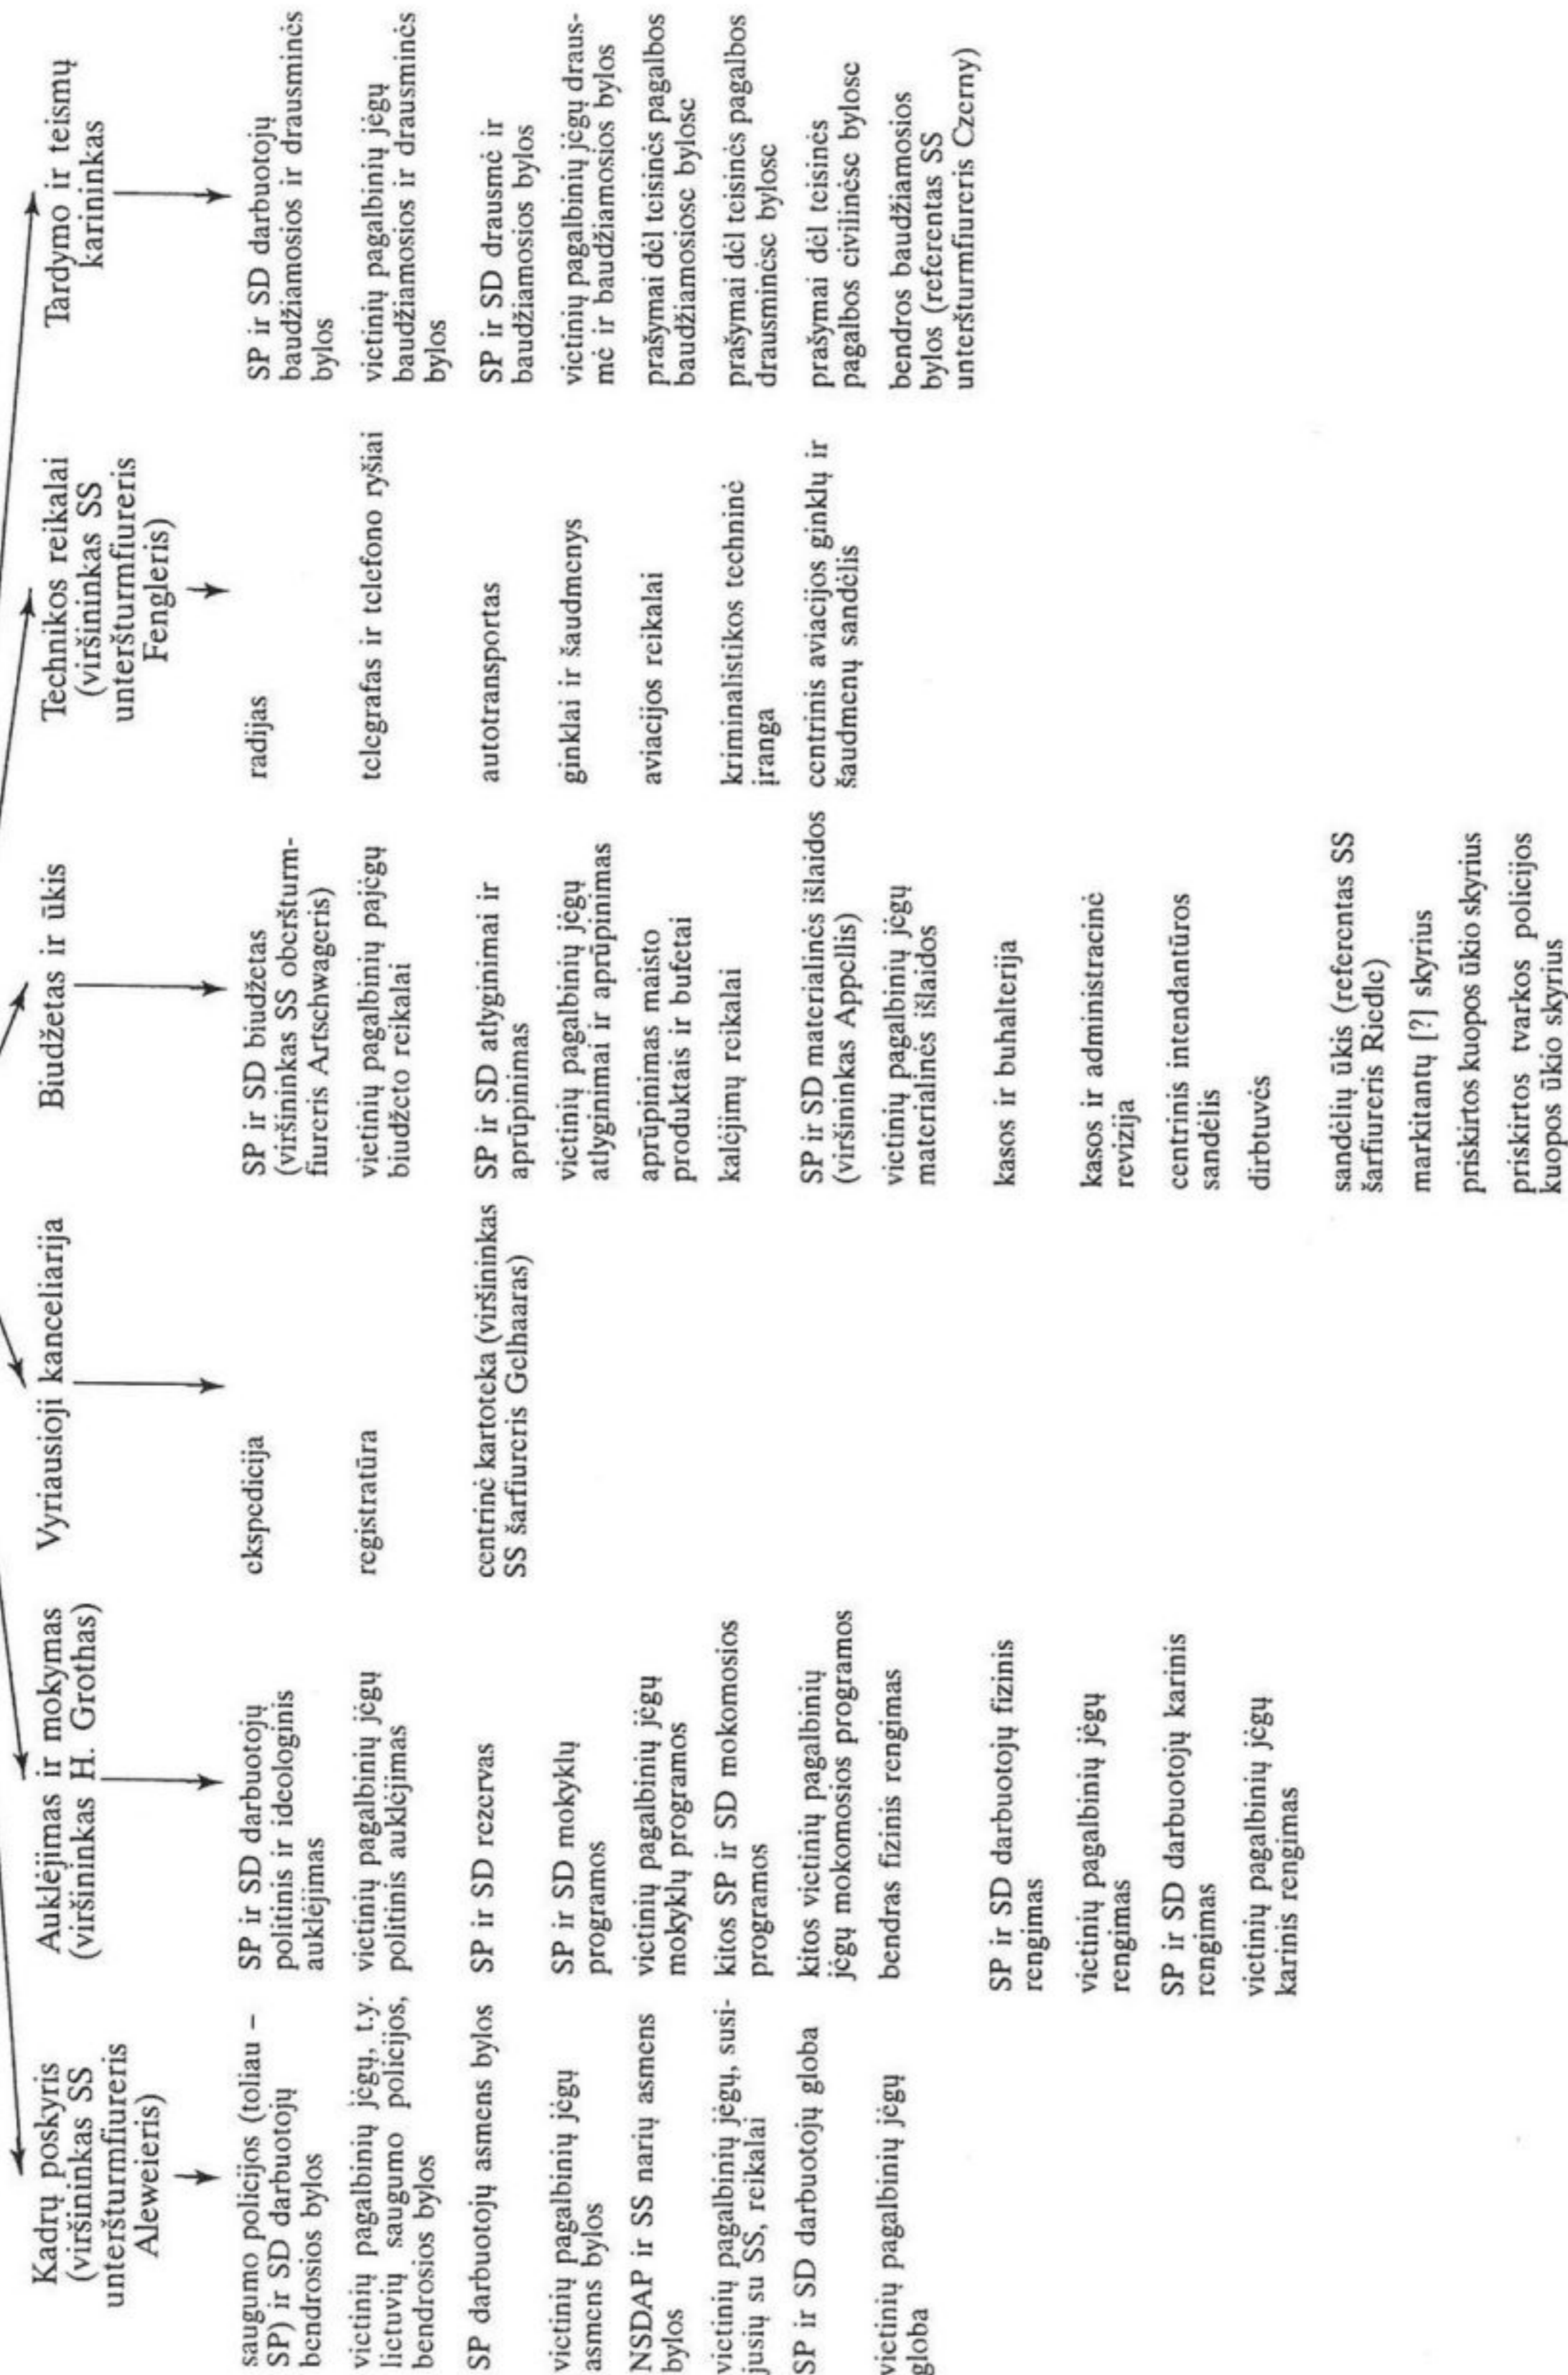 Kadrų poskyris
(viršininkas SS
unteršturmfiureris
Aleweieris)
saugumo policijos (toliau –
SP) ir SD darbuotojų
bendrosios bylos
vietinių pagalbinių jėgų, t.y.
lietuvių saugumo policijos,
bendrosios bylos
SP darbuotojų asmens bylos
vietinių pagalbinių jėgų
asmens bylos
NSDAP ir SS narių asmens
bylos
vietinių pagalbinių jėgų, susi-
jusių su SS, reikalai
SP ir SD darbuotojų globa
vietinių pagalbinių jėgų
globa
Auklėjimas ir mokymas
(viršininkas H. Grothas)
SP ir SD darbuotojų
politinis ir ideologinis
auklėjimas
vietinių pagalbinių jėgų
politinis auklėjimas
SP ir SD rezervas
SP ir SD mokyklų
programos
vietinių pagalbinių jėgų
mokyklų programos
kitos SP ir SD mokomosios
programos
kitos vietinių pagalbinių
jėgų mokomosios programos
bendras fizinis rengimas
SP ir SD darbuotojų fizinis
rengimas
vietinių pagalbinių jėgų
rengimas
SP ir SD darbuotojų karinis
rengimas
vietinių pagalbinių jėgų
karinis rengimas
Vyriausioji kanceliarija
ekspedicija
registratūra
centrinė kartoteka (viršininkas
SS šarfiureris Gelhaaras)
Biudžetas ir ūkis
SP ir SD biudžetas
(viršininkas SS oberšturm-
fiureris Artschwageris)
vietinių pagalbinių pajėgų
biudžeto reikalai
SP ir SD atlyginimai ir
aprūpinimas
vietinių pagalbinių jėgų
atlyginimai ir aprūpinimas
aprūpinimas maisto
produktais ir bufetai
kalėjimų reikalai
SP ir SD materialinės išlaidos
(viršininkas Appellis)
vietinių pagalbinių jėgų
materialinės išlaidos
kasos ir buhalterija
kasos ir administracinė
revizija
centrinis intendantūros
sandėlis
dirbtuvės
sandėlių ūkis (referentas SS
šarfiureris Riedle)
markitantų [?] skyrius
priskirtos kuopos ūkio skyrius
priskirtos tvarkos policijos
kuopos ūkio skyrius
Technikos reikalai
(viršininkas SS
unteršturmfiureris
Fengleris)
radijas
telegrafas ir telefono ryšiai
autotransportas
ginklai ir šaudmenys
aviacijos reikalai
kriminalistikos techninė
įranga
centrinis aviacijos ginklų ir
šaudmenų sandėlis
Tardymo ir teismų
karininkas
SP ir SD darbuotojų
baudžiamosios ir drausminės
bylos
vietinių pagalbinių jėgų
baudžiamosios ir drausminės
bylos
SP ir SD drausmė ir
baudžiamosios bylos
vietinių pagalbinių jėgų draus-
mė ir baudžiamosios bylos
prašymai dėl teisinės pagalbos
baudžiamosiose bylose
prašymai dėl teisinės pagalbos
drausminėse bylose
prašymai dėl teisinės
pagalbos civilinėse bylose
bendros baudžiamosios
bylos (referentas SS
unteršturmfiureris Czerny)